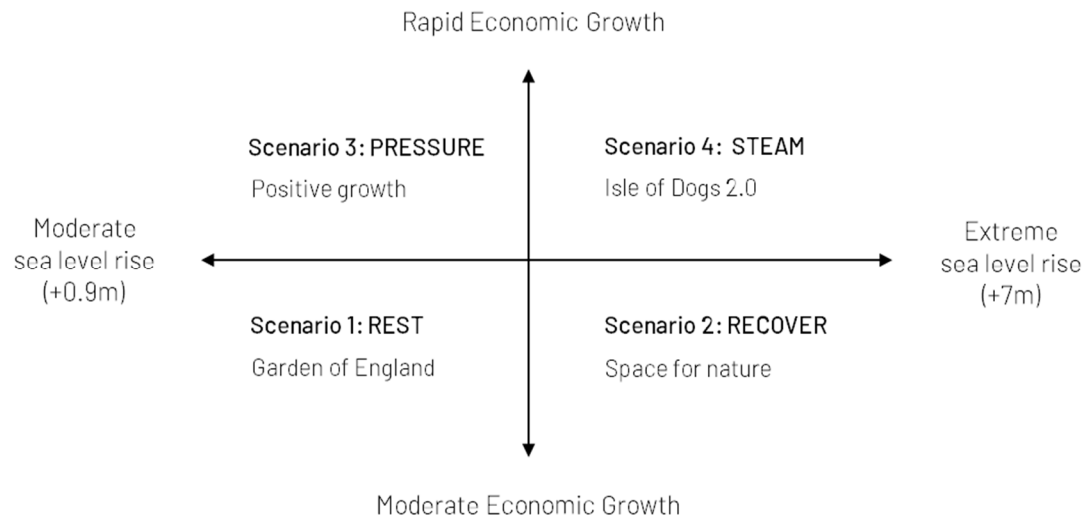 Rapid Economic Growth
Scenario 3: PRESSURE
Positive growth
Scenario 4: STEAM
Isle of Dogs 2.0
Moderate
sea level rise
(+0.9m)
Extreme
sea level rise
(+7m)
Scenario 1: REST
Garden of England
Scenario 2: RECOVER
Space for nature
Moderate Economic Growth